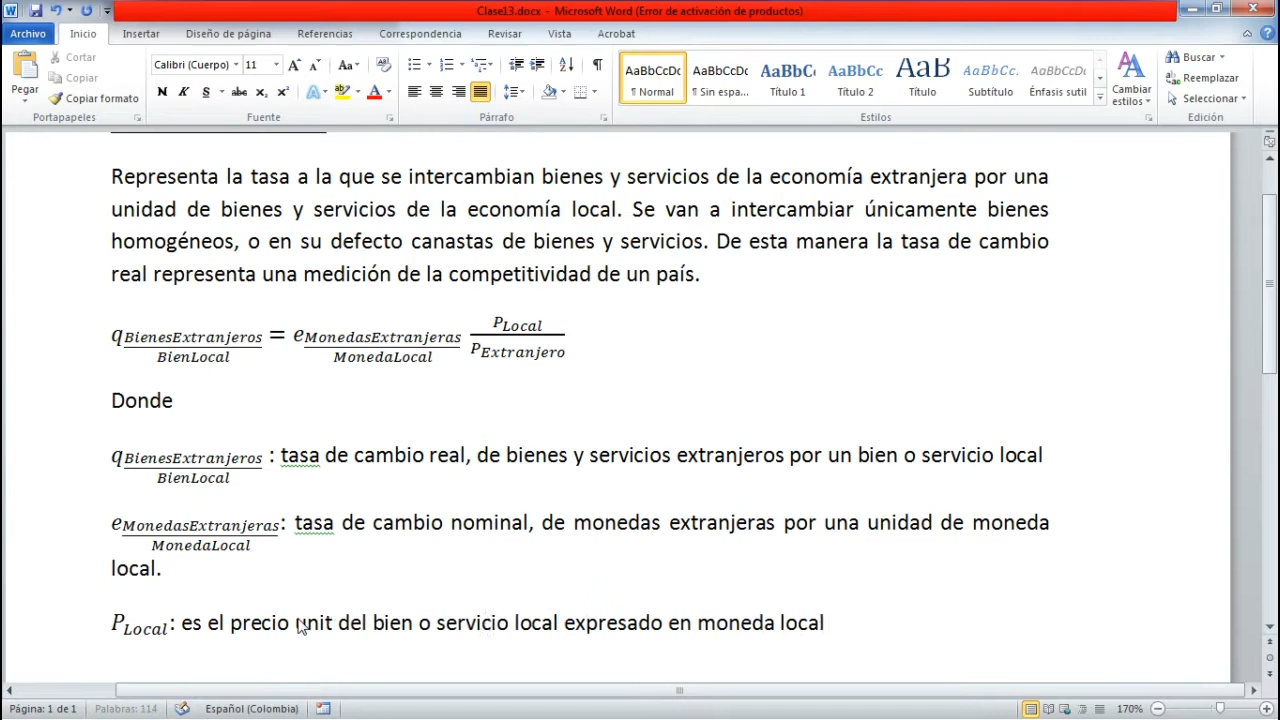 Clase13.docx - Microsoft Word (Error de activación de productos)
Archivo Inicio Insertar Diseño de página Referencias Correspondencia Revisar Vista Acrobat
Pegar
Cortar
Copiar
Copiar formato
Portapapeles
Calibri (Cuerpo) 11
Fuente
Párrafo
AaBbCcDc AaBbCcDc AaBbC AaBbCc AaB AaBbCc. AaBbCcDc
¶ Normal ¶ Sin espa... Título 1 Título 2 Título Subtítulo Énfasis sutil
Estilos
Cambiar
estilos
Buscar
Reemplazar
Seleccionar
Edición
Representa la tasa a la que se intercambian bienes y servicios de la economía extranjera por una
unidad de bienes y servicios de la economía local. Se van a intercambiar únicamente bienes
homogéneos, o en su defecto canastas de bienes y servicios. De esta manera la tasa de cambio
real representa una medición de la competitividad de un país.
q BienesExtranjeros/BienLocal = e MonedasExtranjeras/MonedaLocal P Local/P Extranjero
Donde
q BienesExtranjeros/BienLocal : tasa de cambio real, de bienes y servicios extranjeros por un bien o servicio local
e MonedasExtranjeras/MonedaLocal: tasa de cambio nominal, de monedas extranjeras por una unidad de moneda
local.
P Local: es el precio unit del bien o servicio local expresado en moneda local
Página: 1 de 1 Palabras: 114 Español (Colombia) 170%